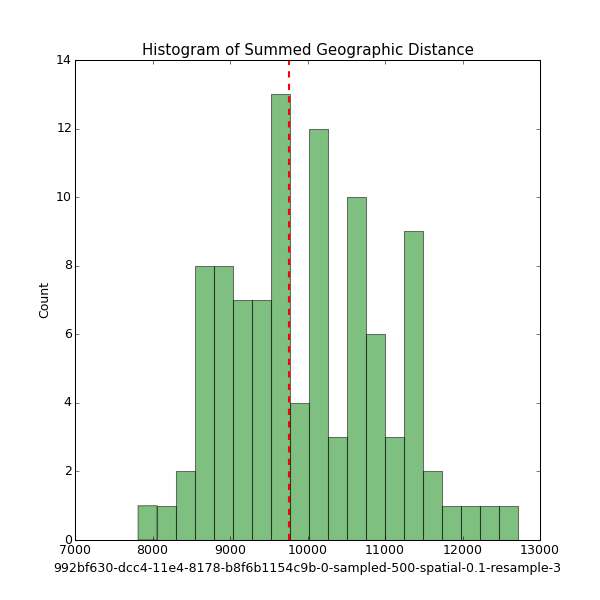 Histogram of Summed Geographic Distance
14
12
10
8
6
4
2
0
Count
7000 8000 9000 10000 11000 12000 13000
992bf630-dcc4-11e4-8178-b8f6b1154c9b-0-sampled-500-spatial-0.1-resample-3